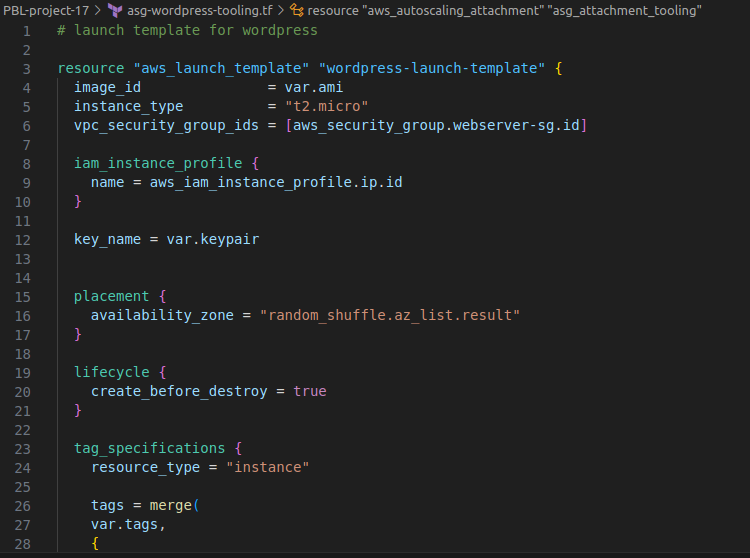 PBL-project-17 > asg-wordpress-tooling.tf > resource "aws_autoscaling_attachment" "asg_attachment_tooling"
1 # launch template for wordpress
2
3 resource "aws_launch_template" "wordpress-launch-template" {
4   image_id               = var.ami
5   instance_type          = "t2.micro"
6   vpc_security_group_ids = [aws_security_group.webserver-sg.id]
7
8   iam_instance_profile {
9     name = aws_iam_instance_profile.ip.id
10   }
11
12   key_name = var.keypair
13
14
15   placement {
16     availability_zone = "random_shuffle.az_list.result"
17   }
18
19   lifecycle {
20     create_before_destroy = true
21   }
22
23   tag_specifications {
24     resource_type = "instance"
25
26     tags = merge(
27     var.tags,
28     {